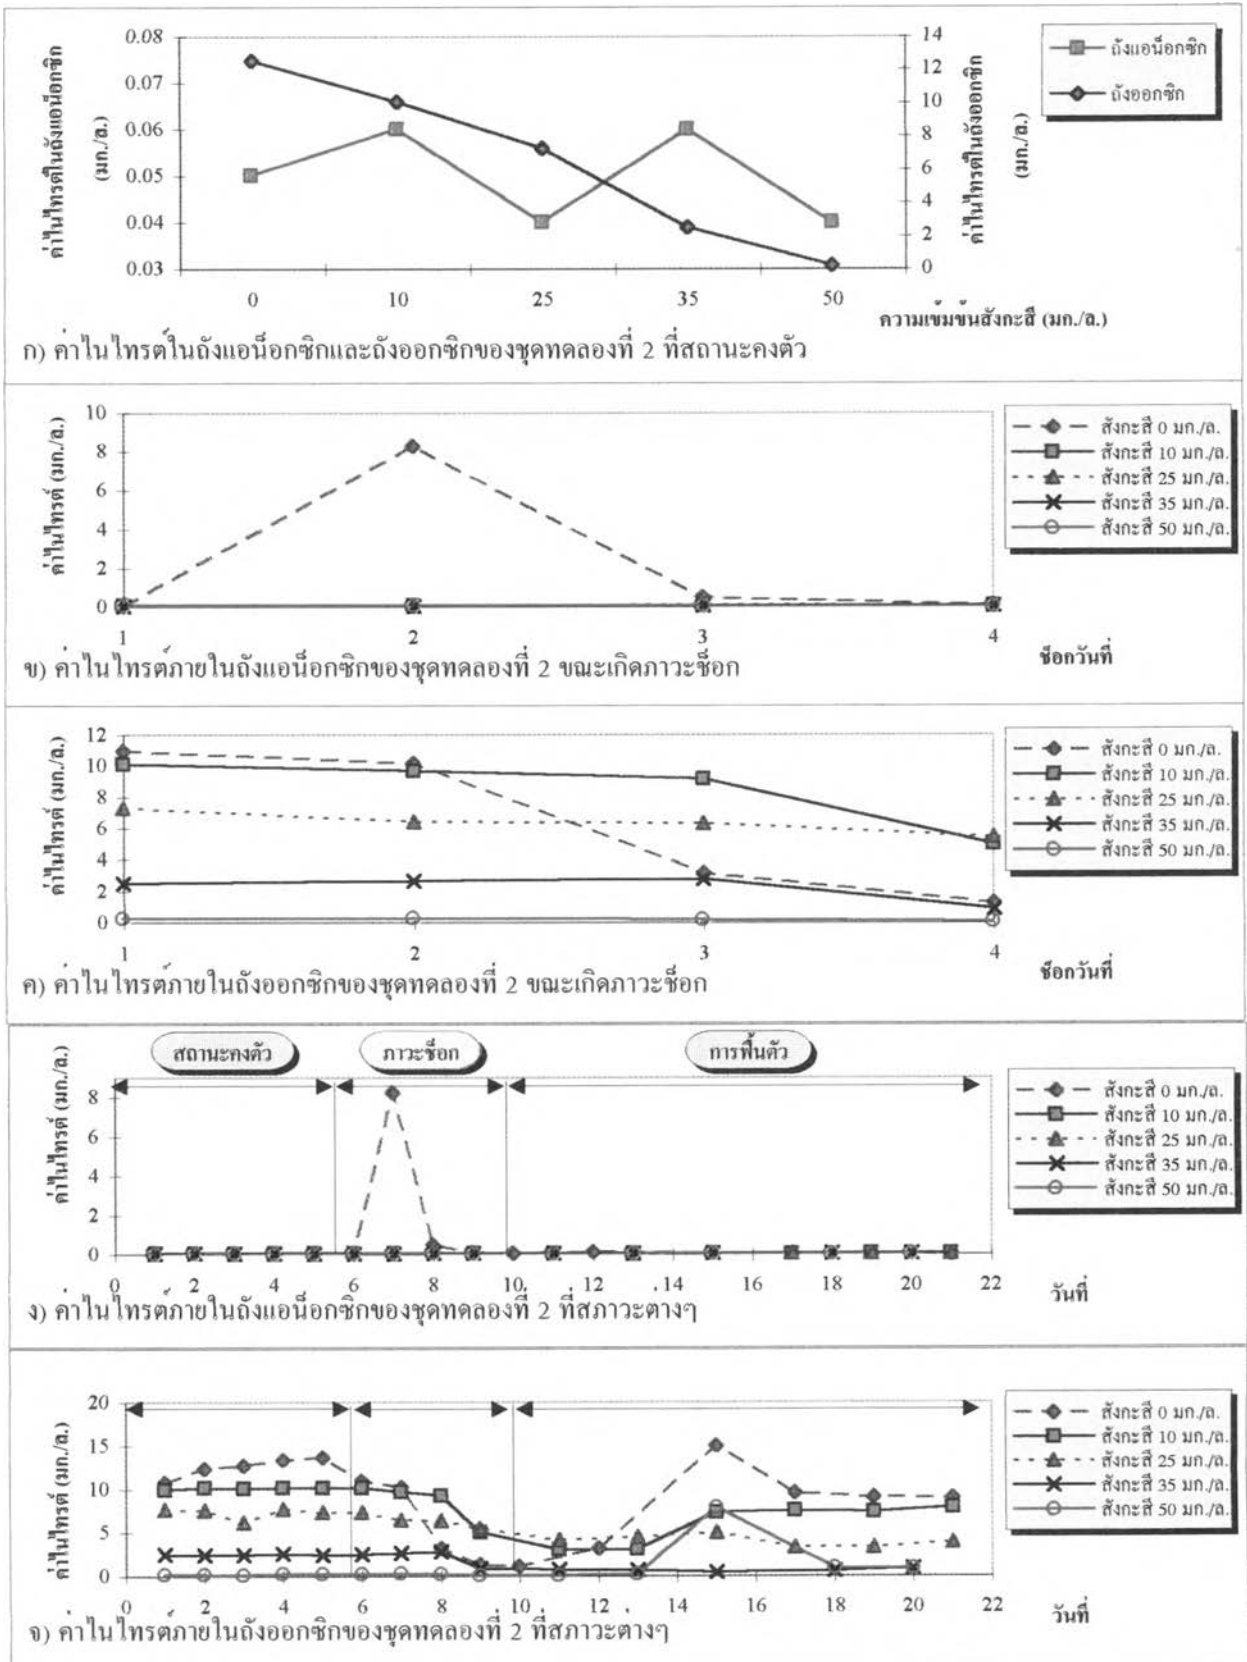 ค่าไนไทรต์ในถังแอน็อกซิก
(มก./ล.)
0.08
0.07
0.06
0.05
0.04
0.03
14
12
10
8
6
4
2
0
ค่าไนไทรต์ในถังออกซิก
(มก./ล.)
ถังแอน็อกซิก
ถังออกซิก
0 10 25 35 50
ความเข้มข้นสังกะสี (มก./ล.)
ก) ค่าไนไทรต์ในถังแอน็อกซิกและถังออกซิกของชุดทดลองที่ 2 ที่สถานะคงตัว
ค่าไนไทรต์ (มก./ล.)
10
8
6
4
2
0
สังกะสี 0 มก./ล.
สังกะสี 10 มก./ล.
สังกะสี 25 มก./ล.
สังกะสี 35 มก./ล.
สังกะสี 50 มก./ล.
1 2 3 4
ช็อกวันที่
ข) ค่าไนไทรต์ภายในถังแอน็อกซิกของชุดทดลองที่ 2 ขณะเกิดภาวะช็อก
ค่าไนไทรต์ (มก./ล.)
12
10
8
6
4
2
0
สังกะสี 0 มก./ล.
สังกะสี 10 มก./ล.
สังกะสี 25 มก./ล.
สังกะสี 35 มก./ล.
สังกะสี 50 มก./ล.
1 2 3 4
ช็อกวันที่
ค) ค่าไนไทรต์ภายในถังออกซิกของชุดทดลองที่ 2 ขณะเกิดภาวะช็อก
สถานะคงตัว ภาวะช็อก การฟื้นตัว
ค่าไนไทรต์ (มก./ล.)
8
6
4
2
0
สังกะสี 0 มก./ล.
สังกะสี 10 มก./ล.
สังกะสี 25 มก./ล.
สังกะสี 35 มก./ล.
สังกะสี 50 มก./ล.
0 2 4 6 8 10 12 14 16 18 20 22
วันที่
ง) ค่าไนไทรต์ภายในถังแอน็อกซิกของชุดทดลองที่ 2 ที่สภาวะต่างๆ
ค่าไนไทรต์ (มก./ล.)
20
15
10
5
0
สังกะสี 0 มก./ล.
สังกะสี 10 มก./ล.
สังกะสี 25 มก./ล.
สังกะสี 35 มก./ล.
สังกะสี 50 มก./ล.
0 2 4 6 8 10 12 14 16 18 20 22
วันที่
จ) ค่าไนไทรต์ภายในถังออกซิกของชุดทดลองที่ 2 ที่สภาวะต่างๆ